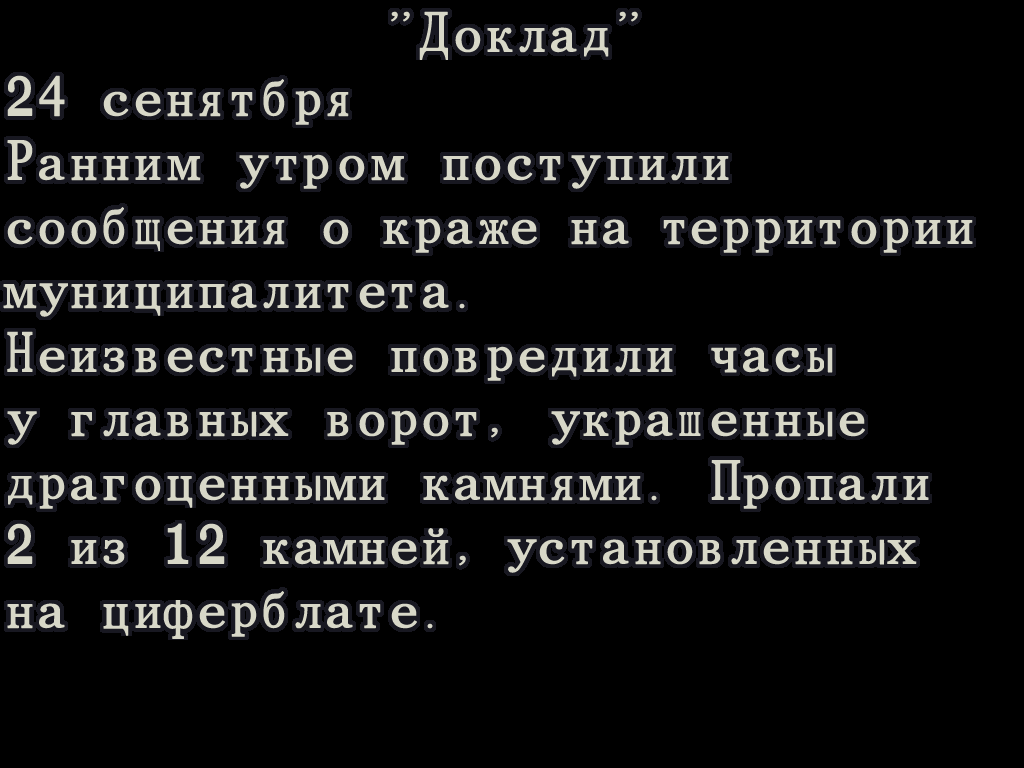 ”Доклад”
24 сенятбря
Ранним утром поступили
сообщения о краже на территории
муниципалитета.
Неизвестные повредили часы
у главных ворот, украшенные
драгоценными камнями. Пропали
2 из 12 камней, установленных
на циферблате.